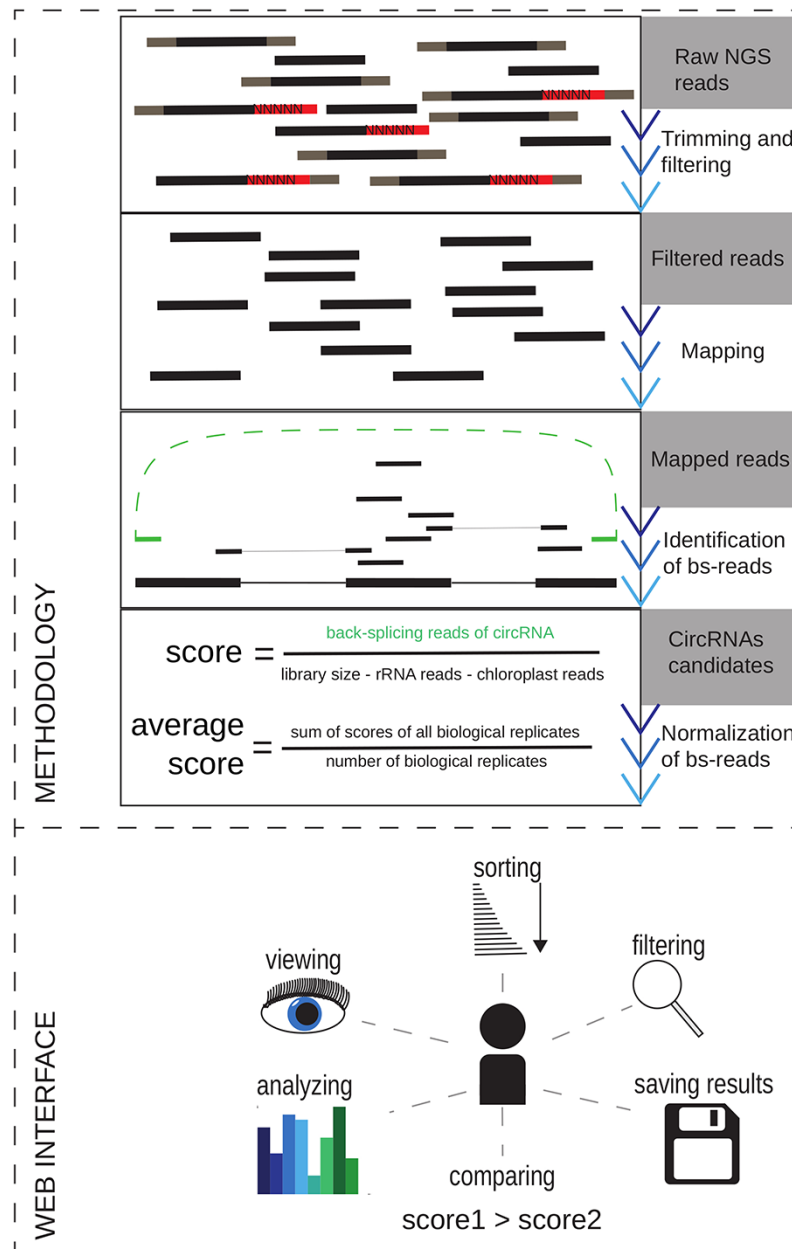 METHODOLOGY
Raw NGS
reads
NNNNN
NNNNN
NNNNN
NNNNN
NNNNN
Trimming and
filtering
Filtered reads
Mapping
Mapped reads
Identification
of bs-reads
CircRNAs
candidates
score =
back-splicing reads of circRNA
library size - rRNA reads - chloroplast reads
average
score =
sum of scores of all biological replicates
number of biological replicates
Normalization
of bs-reads
WEB INTERFACE
sorting
viewing
filtering
analyzing
saving results
comparing
score1 > score2